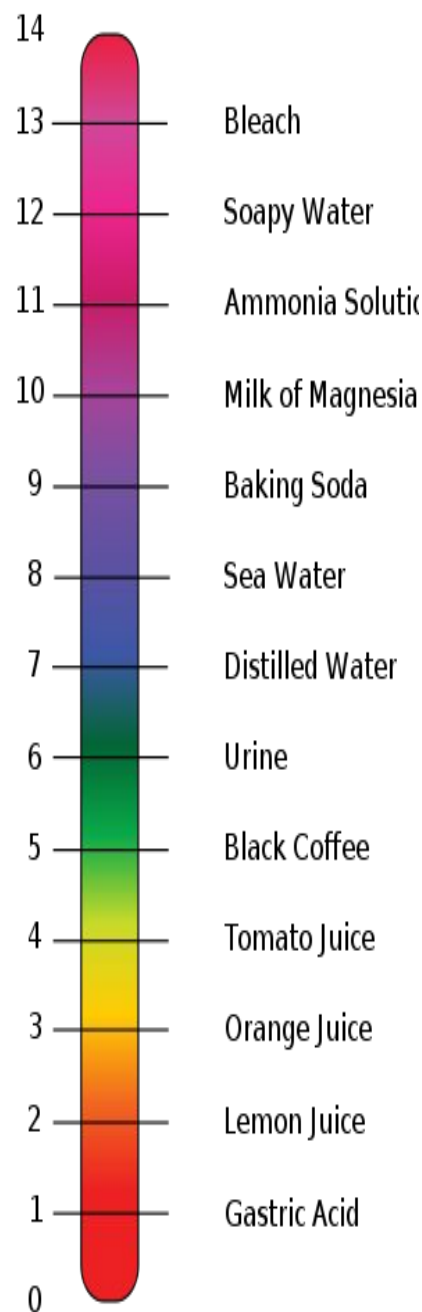 14
13 Bleach
12 Soapy Water
11 Ammonia Solutic
10 Milk of Magnesia
9 Baking Soda
8 Sea Water
7 Distilled Water
6 Urine
5 Black Coffee
4 Tomato Juice
3 Orange Juice
2 Lemon Juice
1 Gastric Acid
0